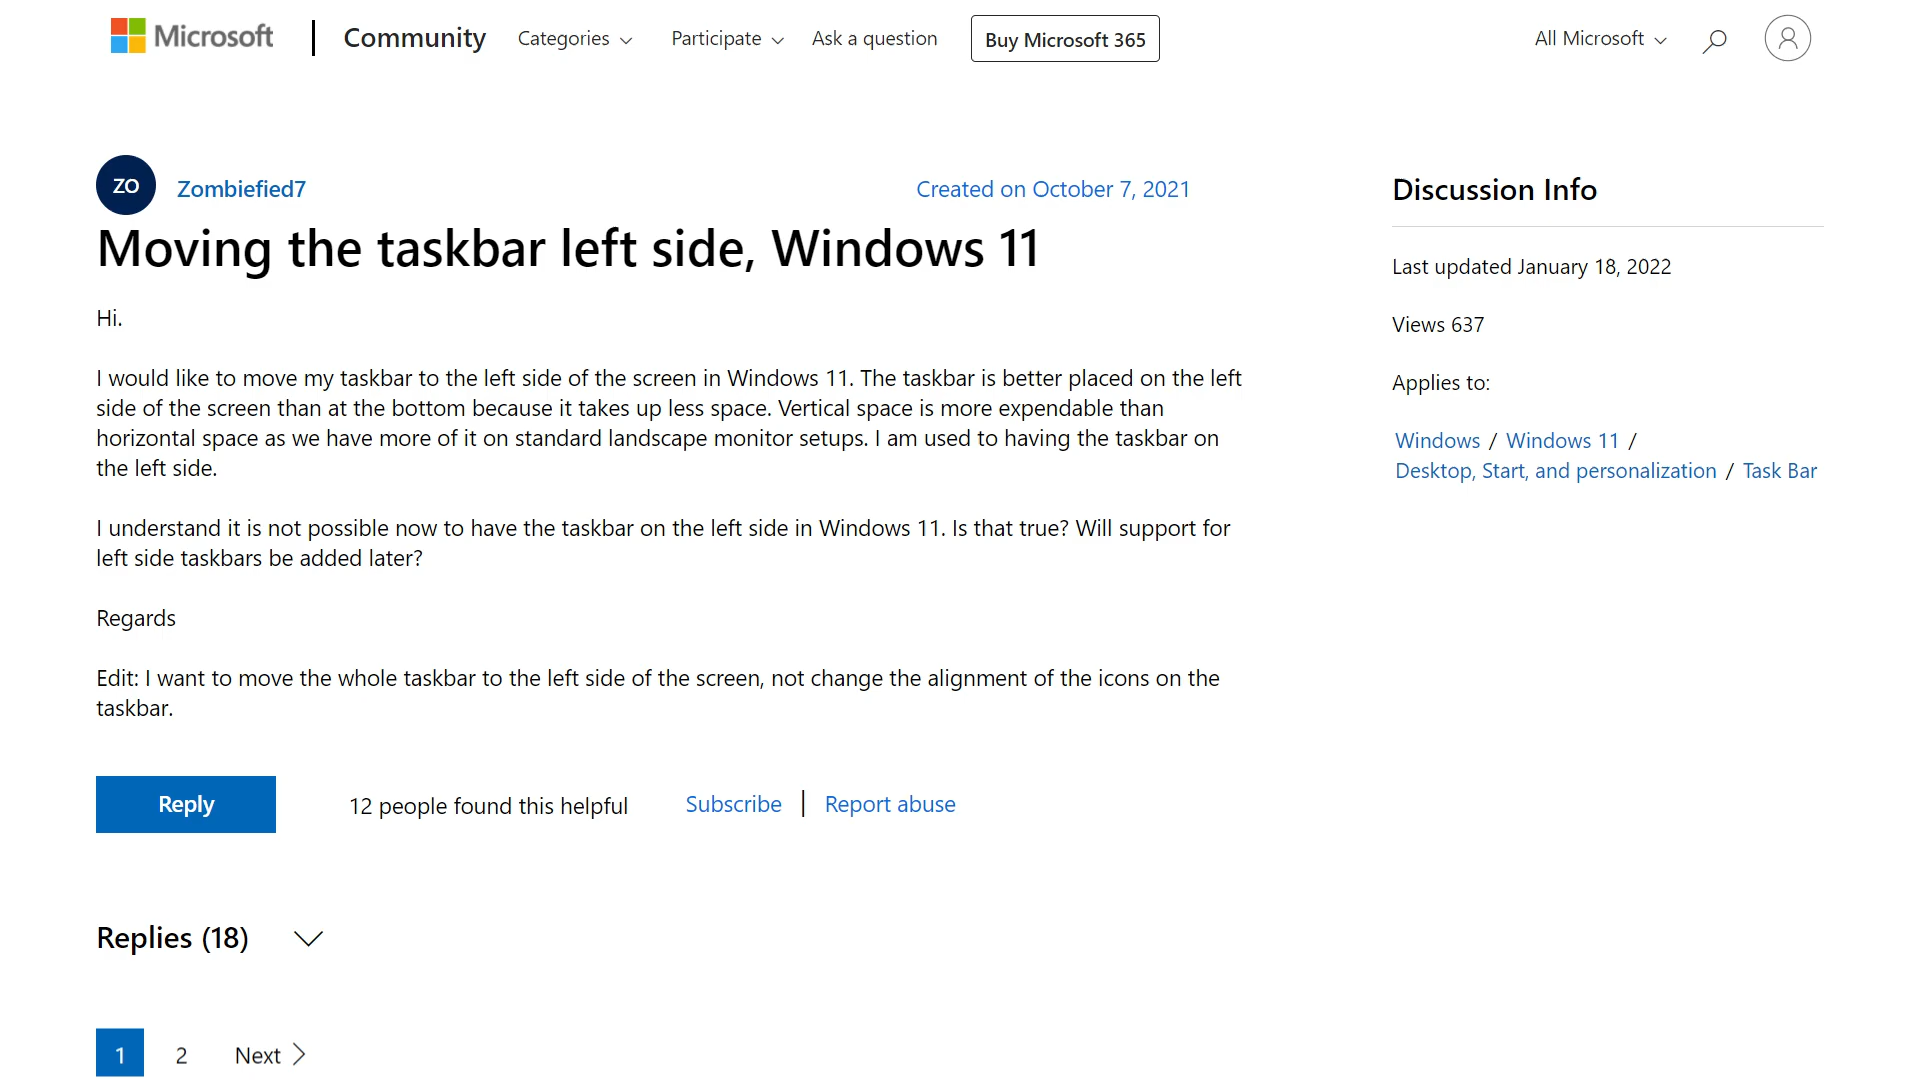 Microsoft | Community Categories Participate Ask a question Buy Microsoft 365 All Microsoft
ZO Zombiefied7 Created on October 7, 2021
Moving the taskbar left side, Windows 11
Hi.
I would like to move my taskbar to the left side of the screen in Windows 11. The taskbar is better placed on the left
side of the screen than at the bottom because it takes up less space. Vertical space is more expendable than
horizontal space as we have more of it on standard landscape monitor setups. I am used to having the taskbar on
the left side.
I understand it is not possible now to have the taskbar on the left side in Windows 11. Is that true? Will support for
left side taskbars be added later?
Regards
Edit: I want to move the whole taskbar to the left side of the screen, not change the alignment of the icons on the
taskbar.
Reply 12 people found this helpful Subscribe | Report abuse
Replies (18)
1 2 Next
Discussion Info
Last updated January 18, 2022
Views 637
Applies to:
Windows / Windows 11 /
Desktop, Start, and personalization / Task Bar